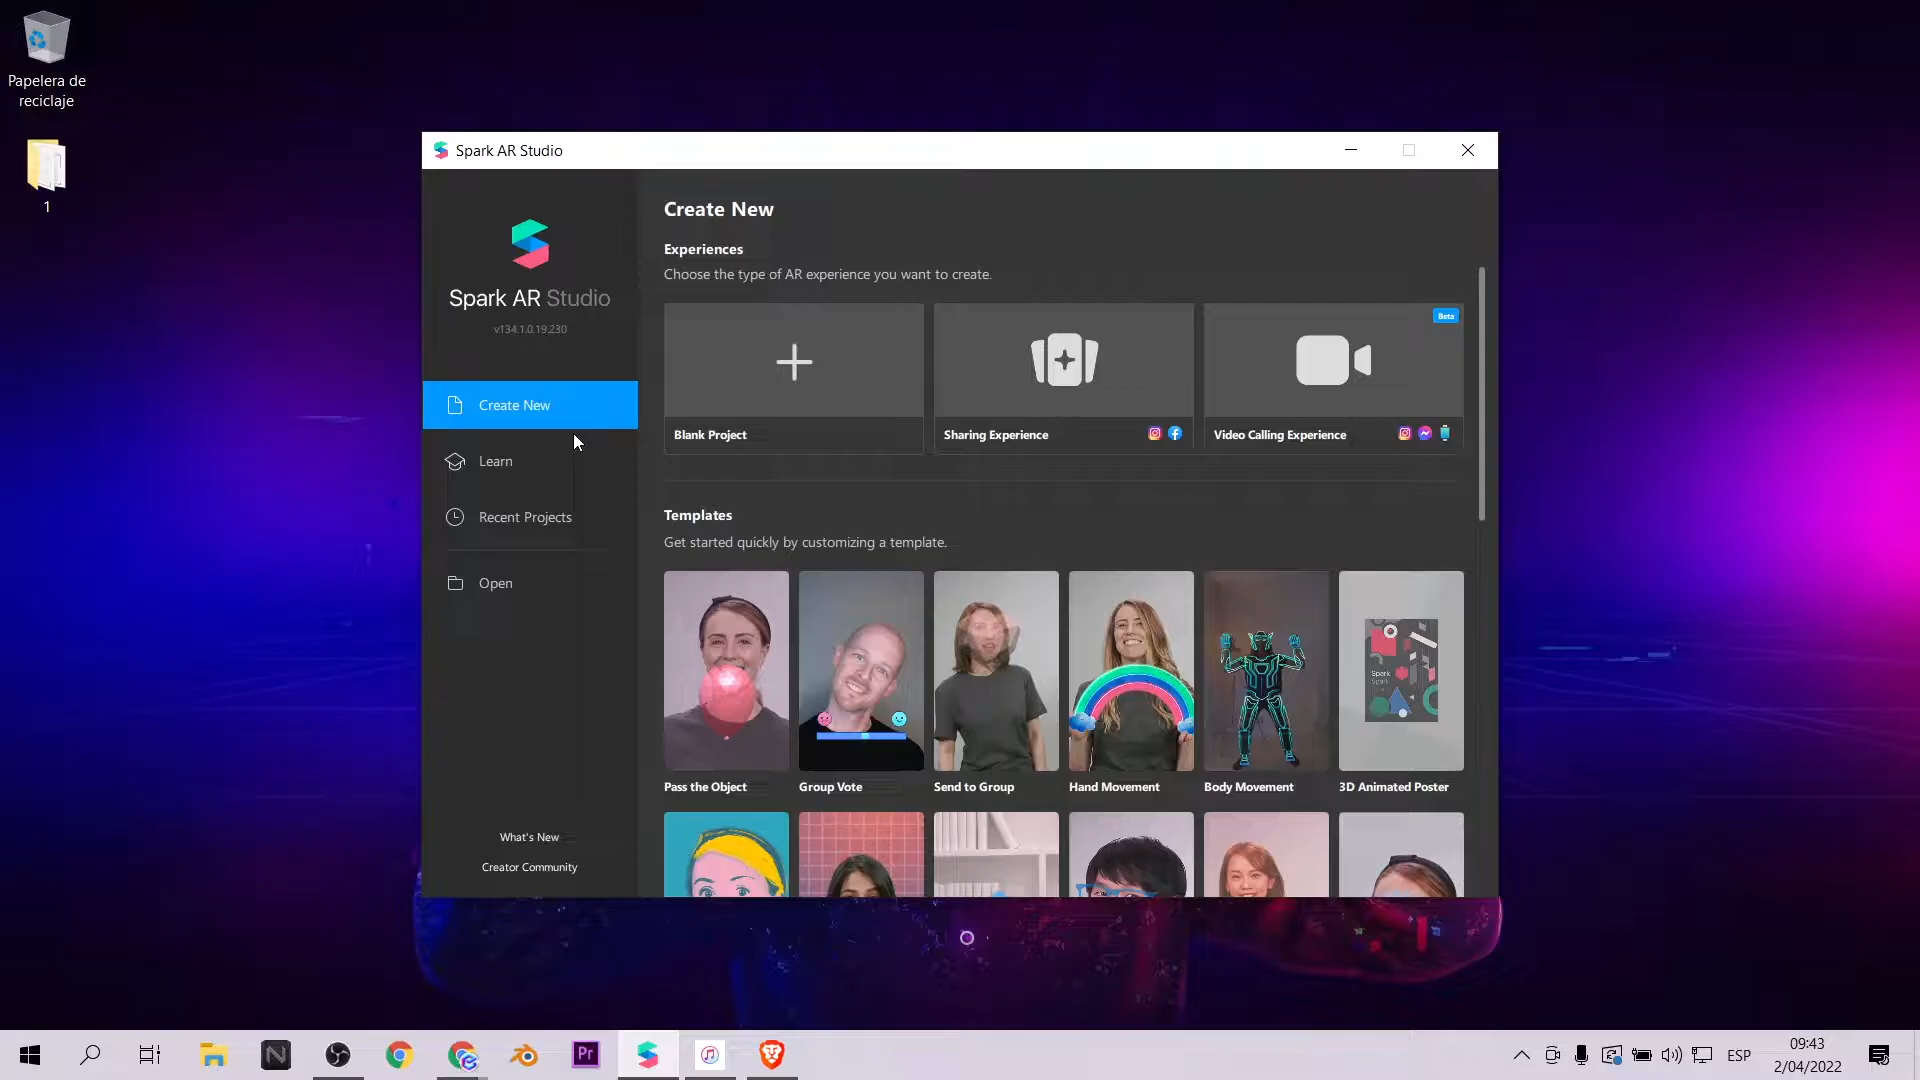 Papelera de
reciclaje
1
Spark AR Studio
Spark AR Studio
v134.1.0.19.230
Create New
Learn
Recent Projects
Open
What's New
Creator Community
Create New
Experiences
Choose the type of AR experience you want to create.
Beta
Blank Project
Sharing Experience
Video Calling Experience
Templates
Get started quickly by customizing a template.
Spark
Pass the Object
Group Vote
Send to Group
Hand Movement
Body Movement
3D Animated Poster
Pr
ESP
09:43
2/04/2022